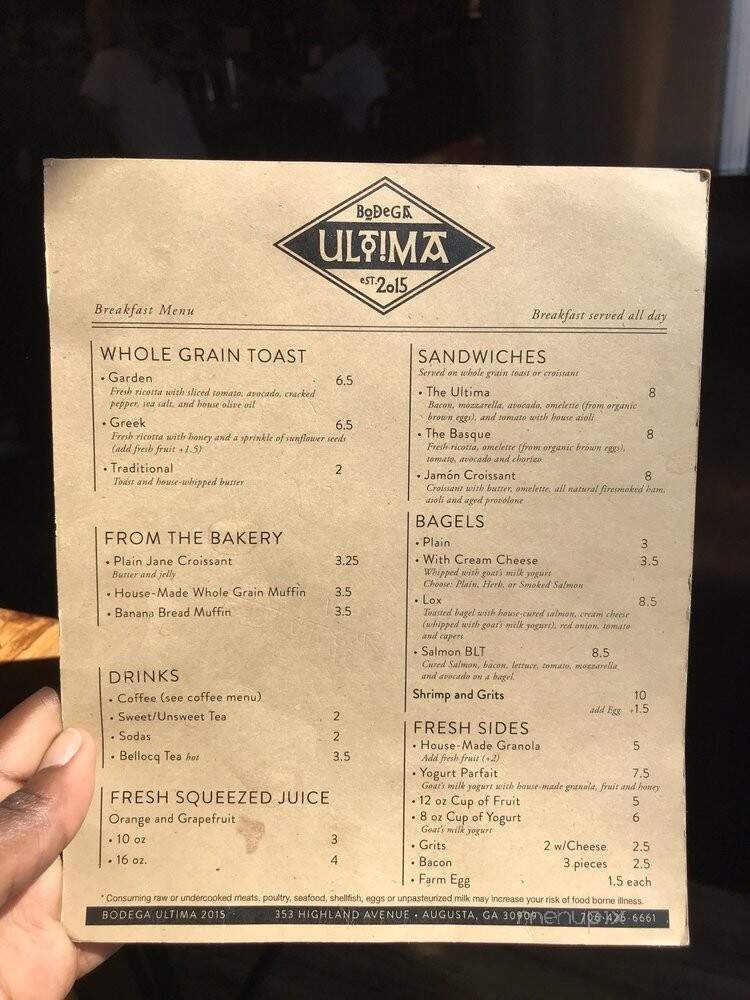 BODEGA
ULTIMA
EST. 2015
Breakfast Menu
Breakfast served all day
WHOLE GRAIN TOAST
• Garden 6.5
Fresh ricotta with sliced tomato, avocado, cracked
pepper, sea salt, and house olive oil
• Greek 6.5
Fresh ricotta with honey and a sprinkle of sunflower seeds
(add fresh fruit +1.5)
• Traditional 2
Toast and house-whipped butter
FROM THE BAKERY
• Plain Jane Croissant 3.25
Butter and jelly
• House-Made Whole Grain Muffin 3.5
• Banana Bread Muffin 3.5
DRINKS
• Coffee (see coffee menu)
• Sweet/Unsweet Tea 2
• Sodas 2
• Bellocq Tea hot 3.5
FRESH SQUEEZED JUICE
Orange and Grapefruit
• 10 oz 3
• 16 oz. 4
SANDWICHES
Served on whole grain toast or croissant
• The Ultima 8
Bacon, mozzarella, avocado, omelette (from organic
brown eggs), and tomato with house aioli
• The Basque 8
Fresh ricotta, omelette (from organic brown eggs),
tomato, avocado and chorizo
• Jamón Croissant 8
Croissant with butter, omelette, all natural firesmoked ham,
aioli and aged provolone
BAGELS
• Plain 3
• With Cream Cheese 3.5
Whipped with goat's milk yogurt
Choose: Plain, Herb, or Smoked Salmon
• Lox 8.5
Toasted bagel with house-cured salmon, cream cheese
(whipped with goat's milk yogurt), red onion, tomato
and capers
• Salmon BLT 8.5
Cured Salmon, bacon, lettuce, tomato, mozzarella
and avocado on a bagel.
Shrimp and Grits 10
add Egg +1.5
FRESH SIDES
• House-Made Granola 5
Add fresh fruit (+2)
• Yogurt Parfait 7.5
Goat's milk yogurt with house-made granola, fruit and honey
• 12 oz Cup of Fruit 5
• 8 oz Cup of Yogurt 6
Goat's milk yogurt
• Grits 2 w/Cheese 2.5
• Bacon 3 pieces 2.5
• Farm Egg 1.5 each
* Consuming raw or undercooked meats, poultry, seafood, shellfish, eggs or unpasteurized milk may increase your risk of food borne illness.
BODEGA ULTIMA 2015 353 HIGHLAND AVENUE • AUGUSTA, GA 30909 706-426-6661
menupix